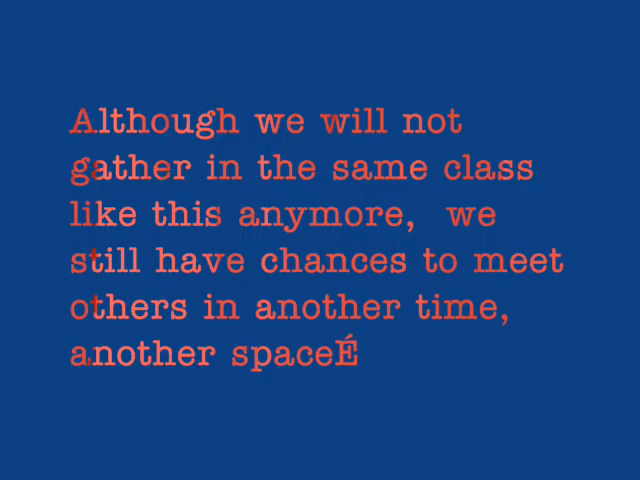 Although we will not
gather in the same class
like this anymore,  we
still have chances to meet
others in another time,
another spaceÉ